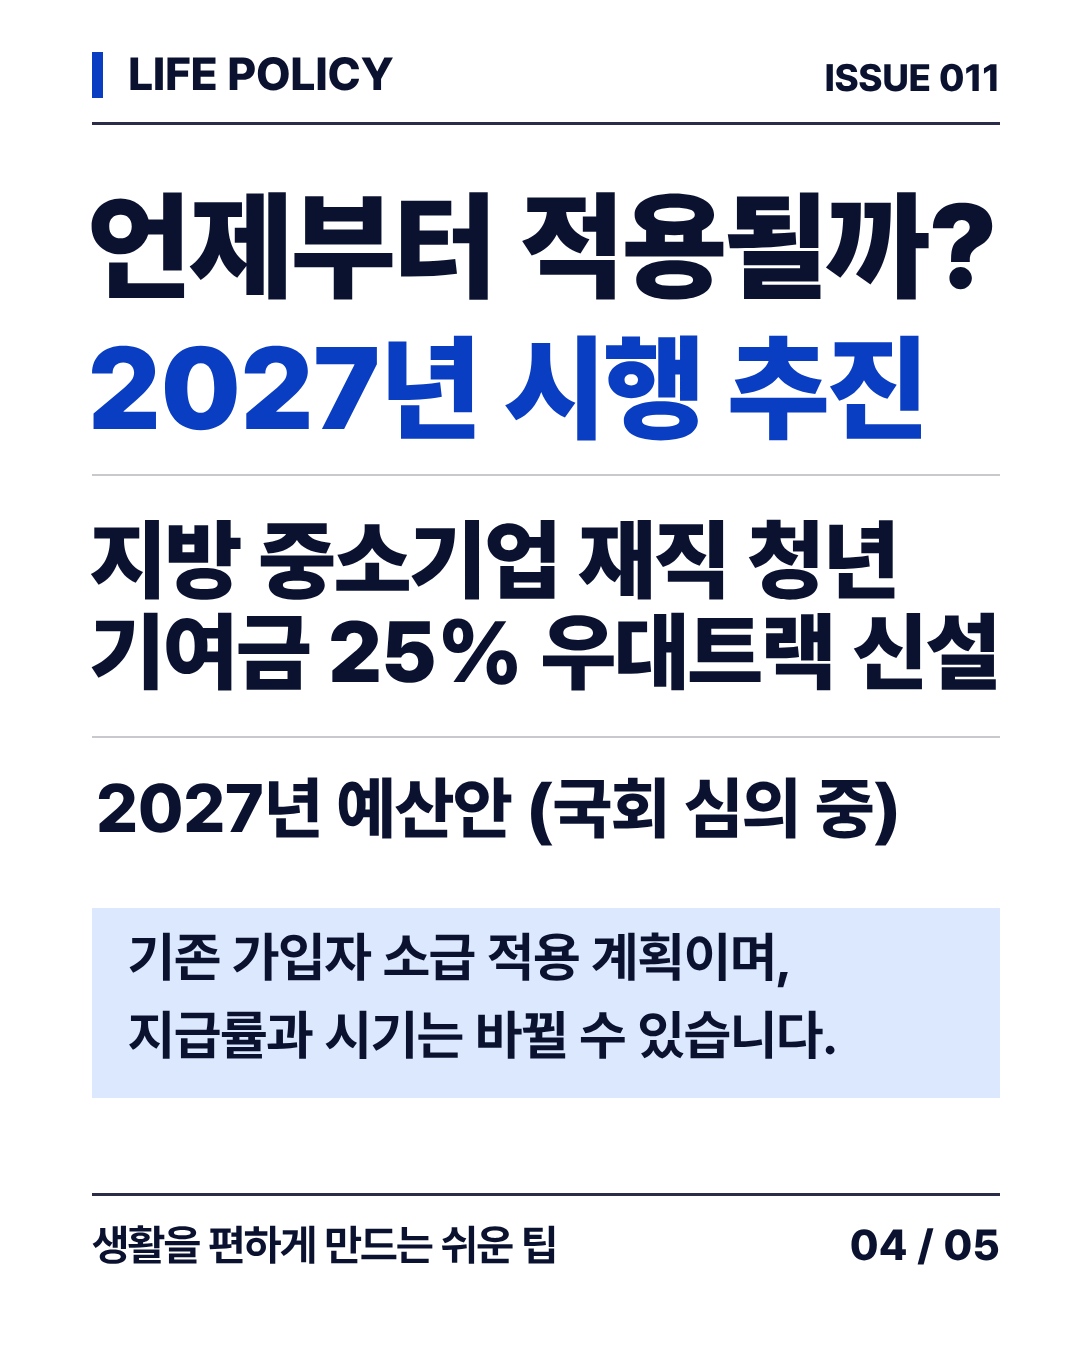 LIFE POLICY
ISSUE 011
언제부터 적용될까?
2027년 시행 추진
지방 중소기업 재직 청년
기여금 25% 우대트랙 신설
2027년 예산안 (국회 심의 중)
기존 가입자 소급 적용 계획이며,
지급률과 시기는 바뀔 수 있습니다.
생활을 편하게 만드는 쉬운 팁
04 / 05